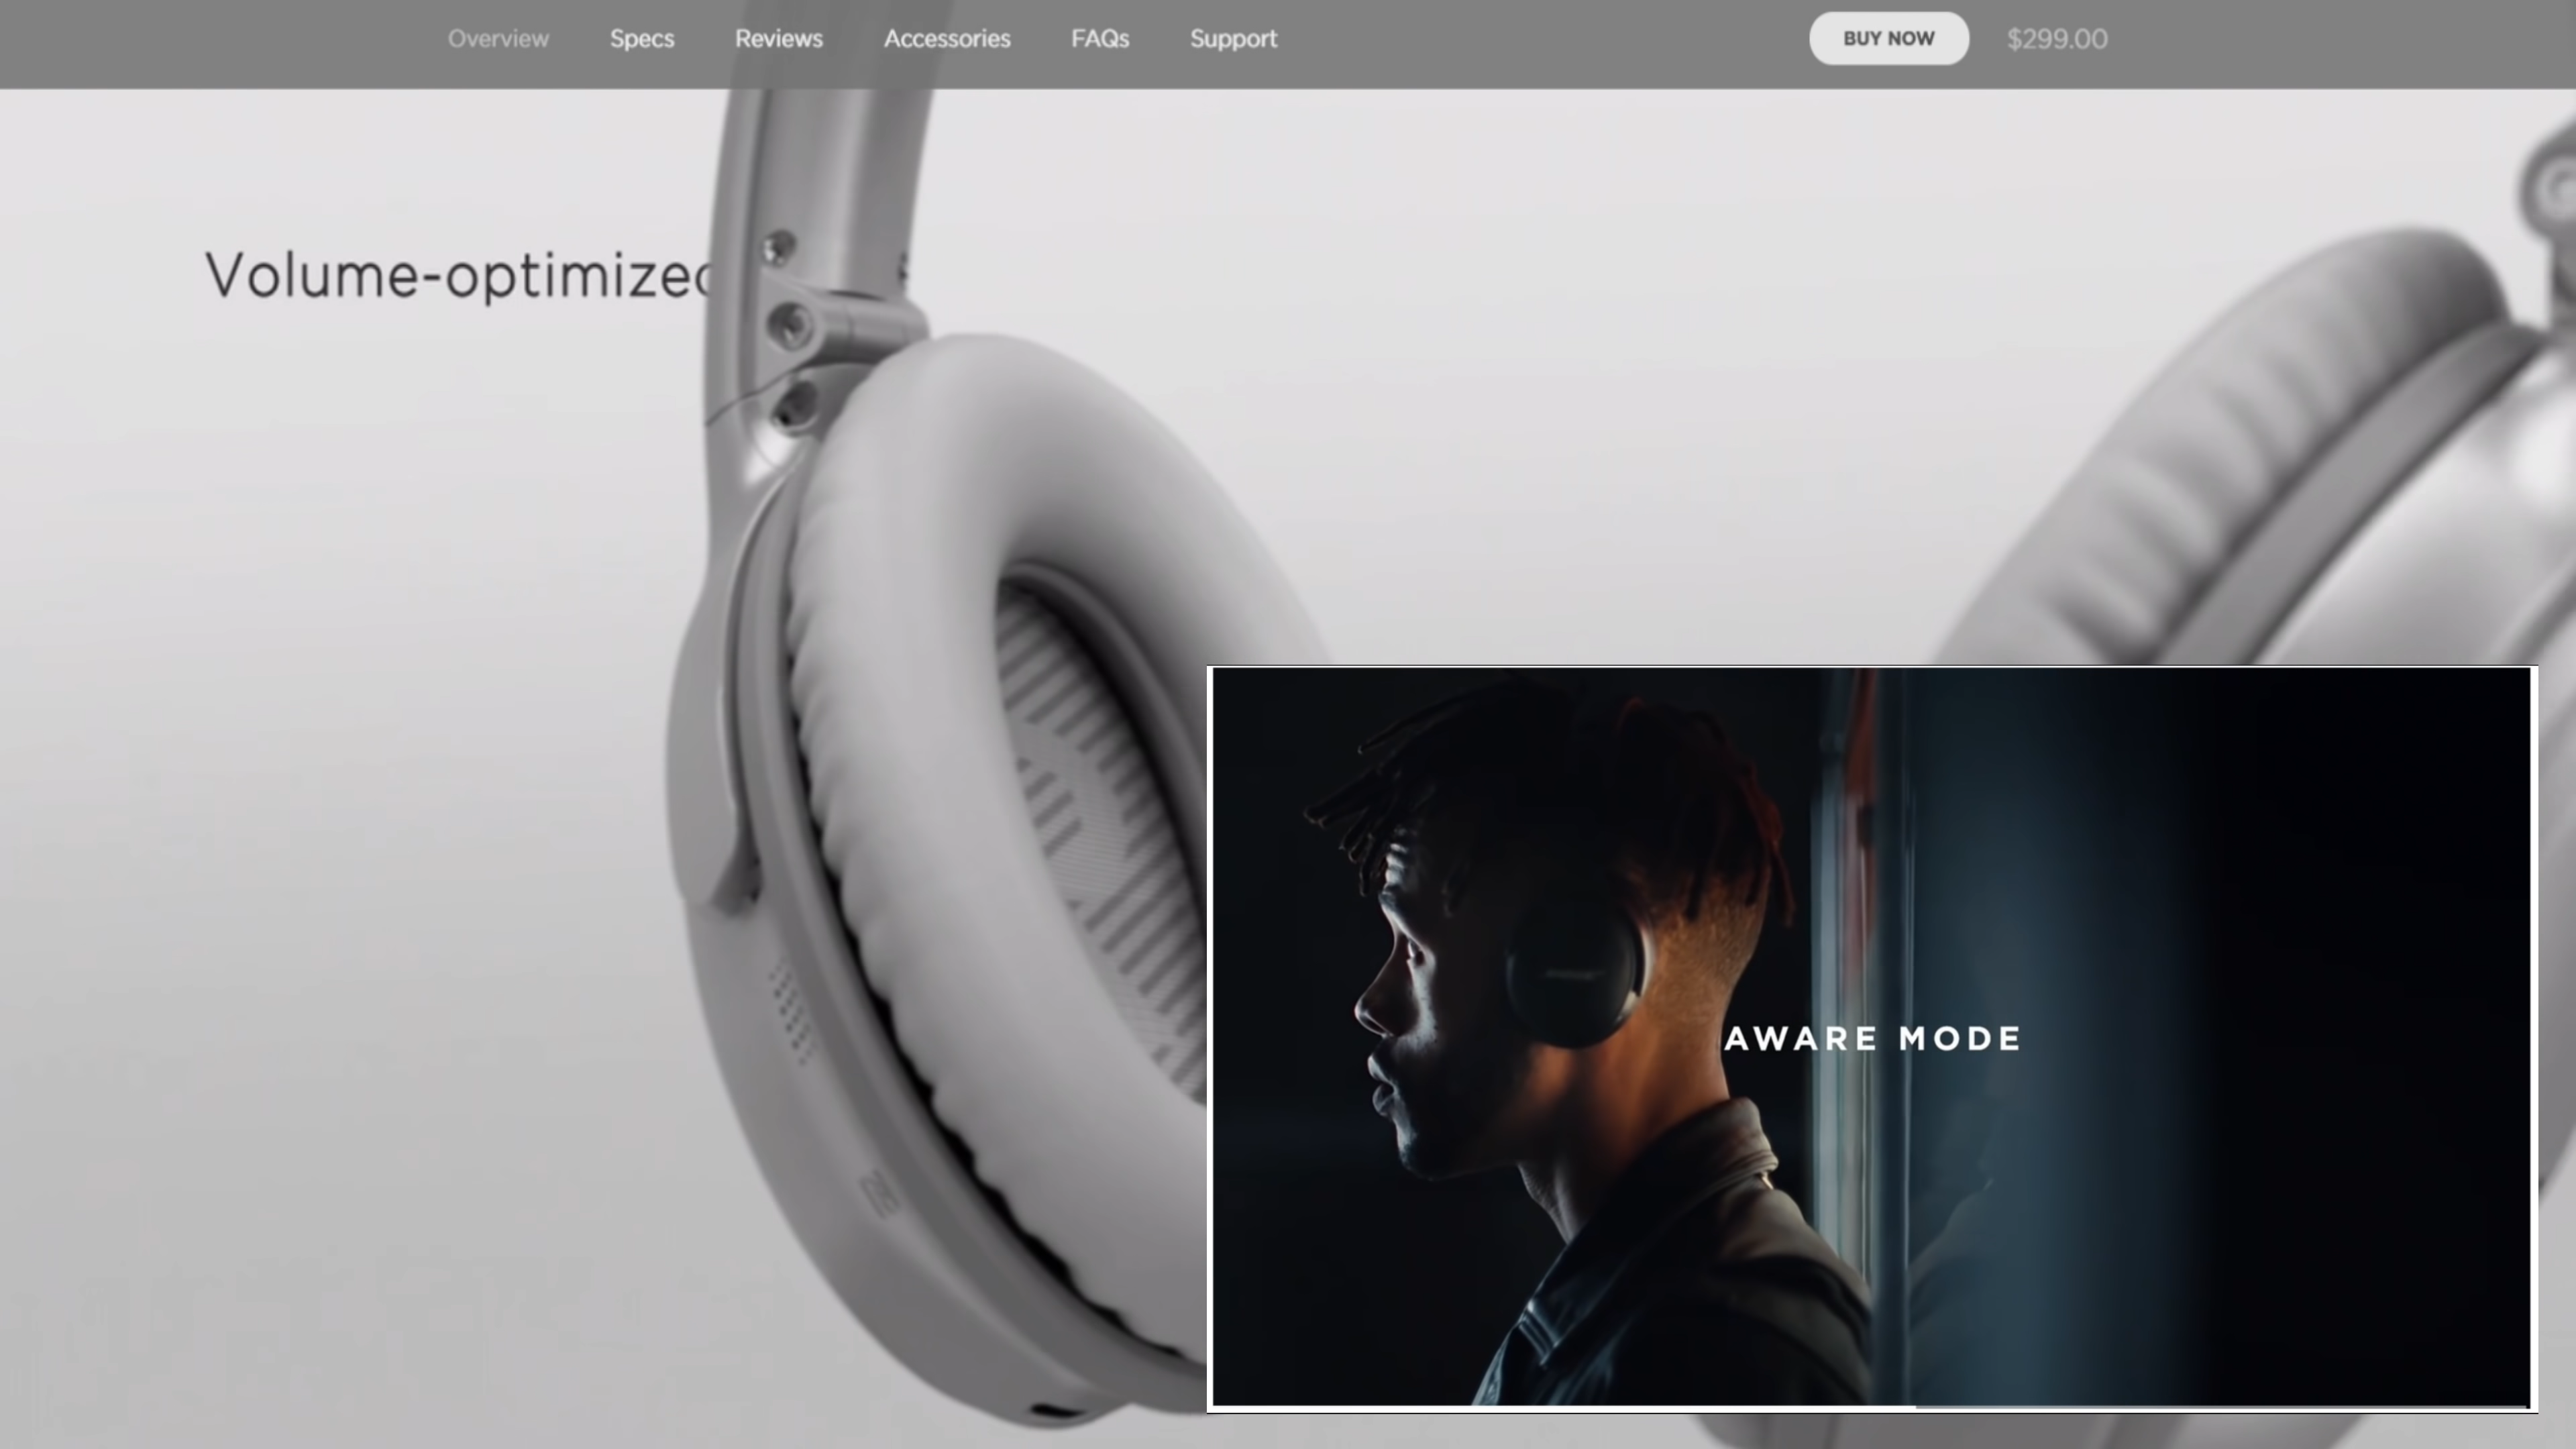 Overview Specs Reviews Accessories FAQs Support BUY NOW $299.00
Volume-optimized
AWARE MODE